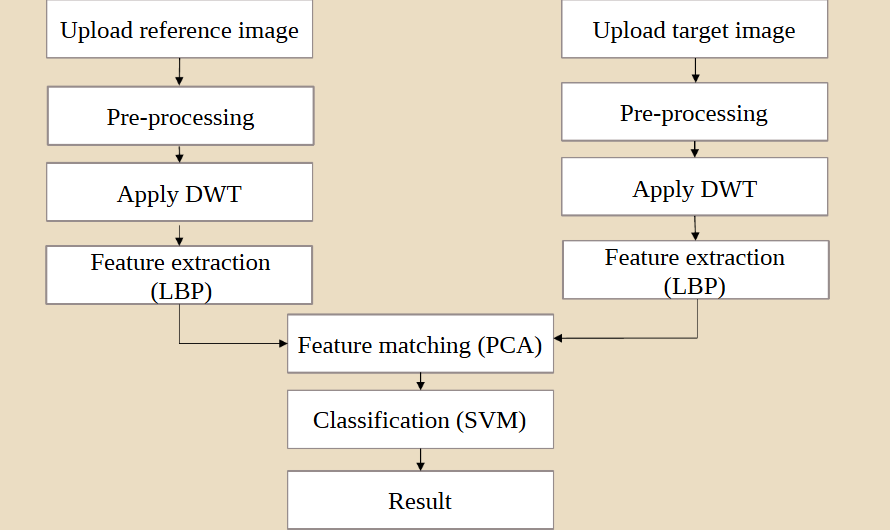 Upload reference image
Pre-processing
Apply DWT
Feature extraction
(LBP)
Upload target image
Pre-processing
Apply DWT
Feature extraction
(LBP)
Feature matching (PCA)
Classification (SVM)
Result